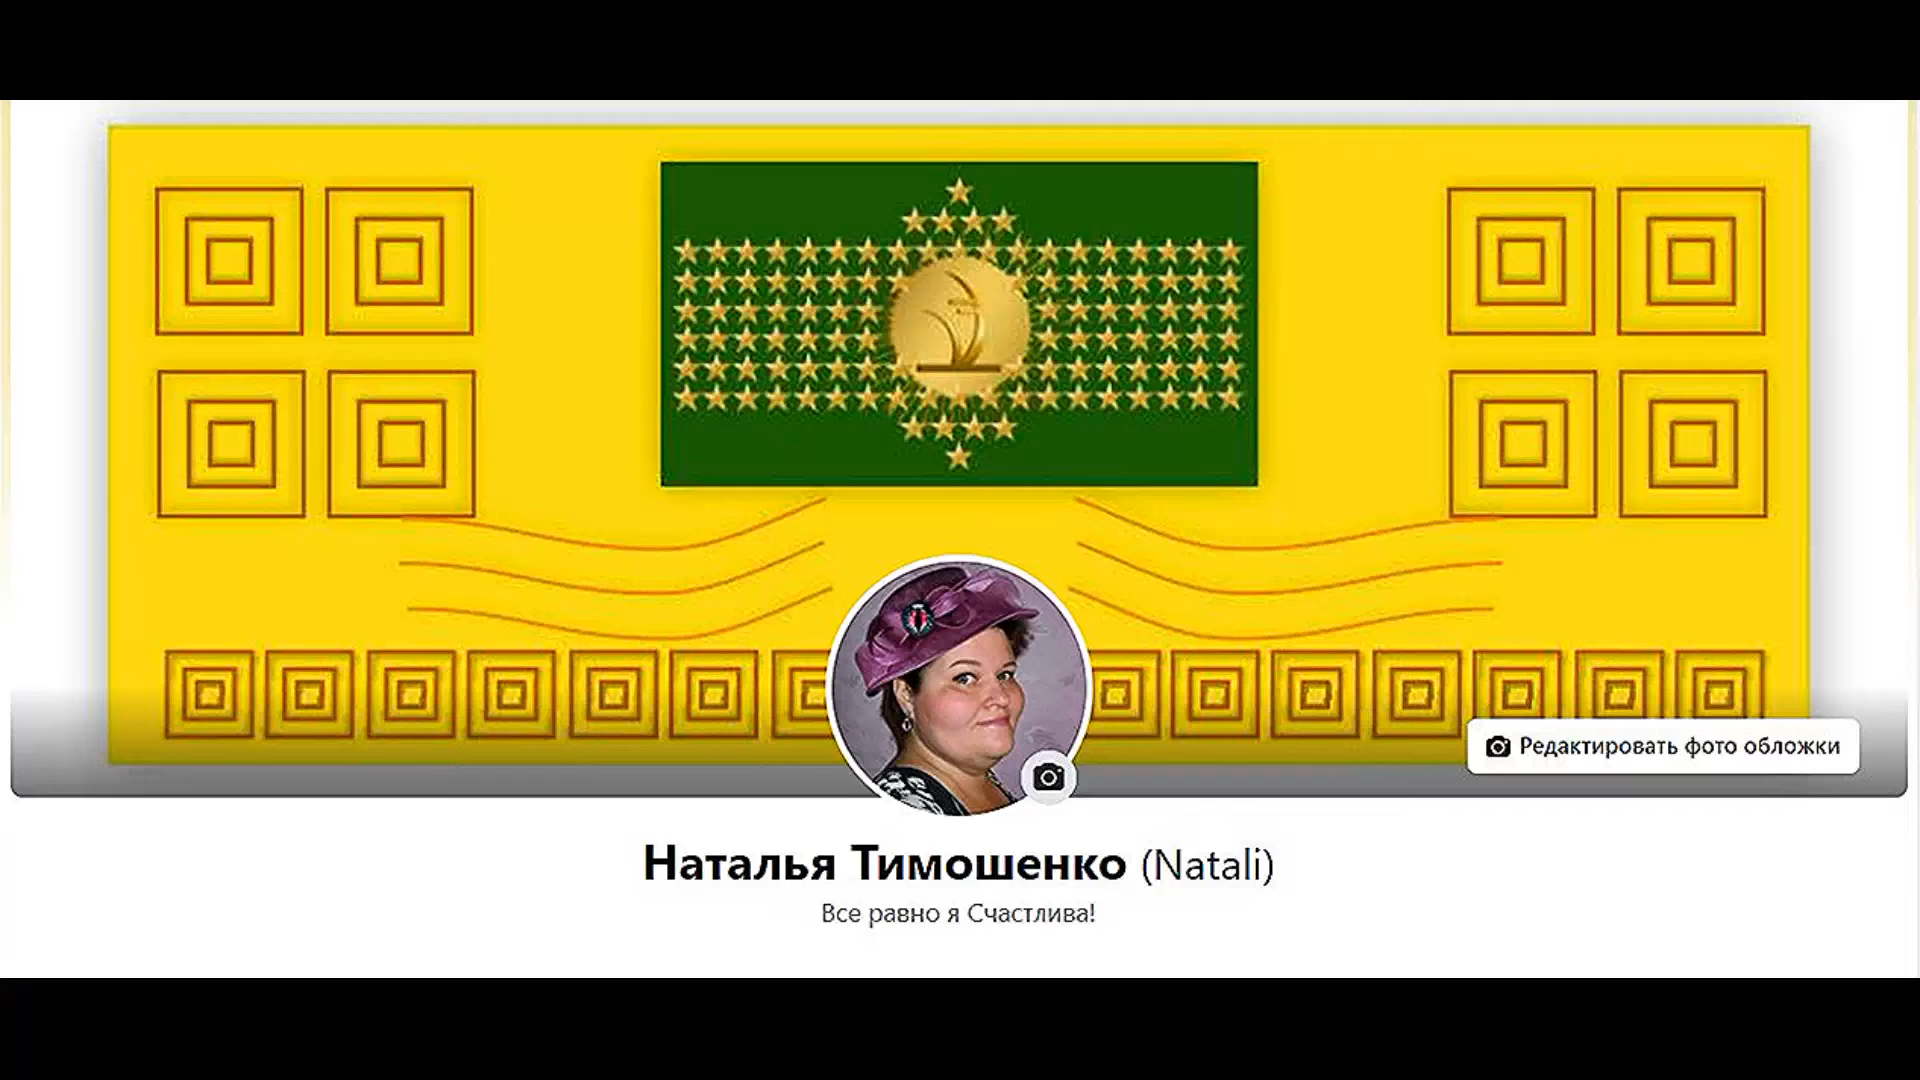 Редактировать фото обложки
Наталья Тимошенко (Natali)
Все равно я Счастлива!